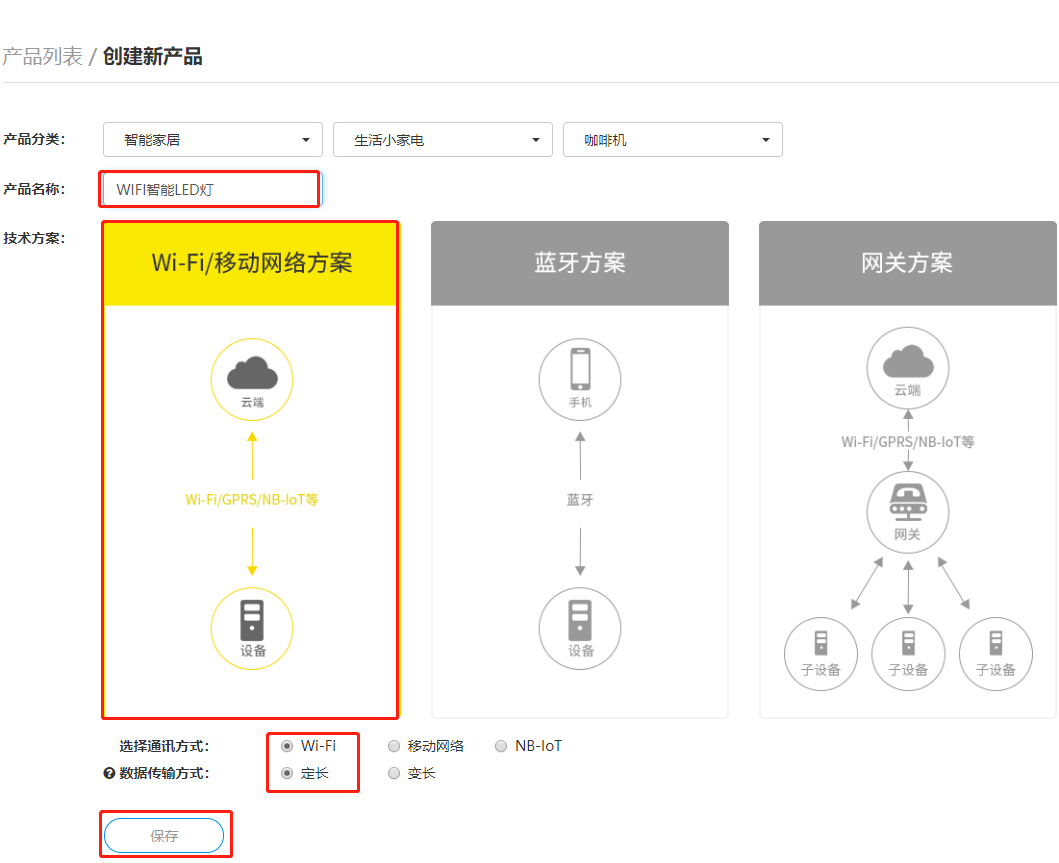 产品列表 / 创建新产品
产品分类： 智能家居 生活小家电 咖啡机
产品名称： WIFI智能LED灯
技术方案：
Wi-Fi/移动网络方案
云端
Wi-Fi/GPRS/NB-IoT等
设备
蓝牙方案
手机
蓝牙
设备
网关方案
云端
Wi-Fi/GPRS/NB-IoT等
网关
子设备 子设备 子设备
选择通讯方式： Wi-Fi 移动网络 NB-IoT
? 数据传输方式： 定长 变长
保存